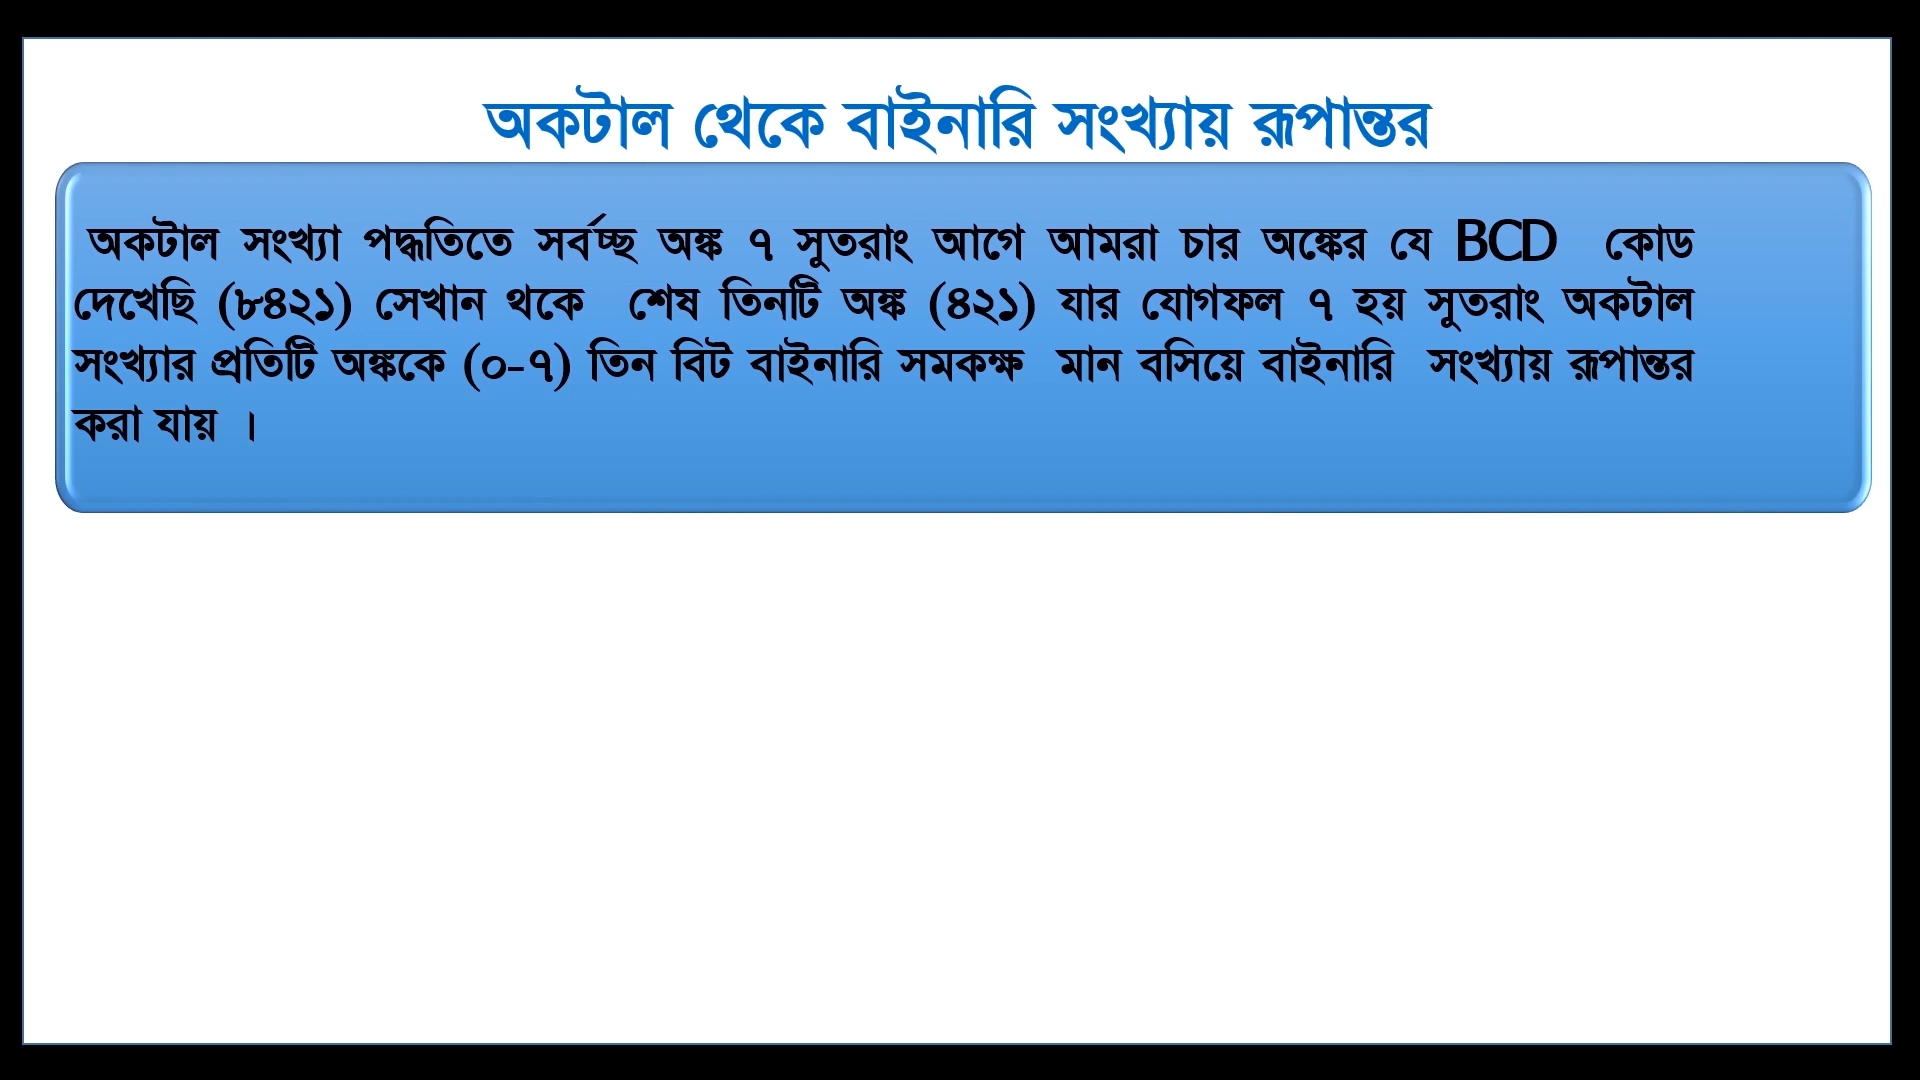 অকটাল থেকে বাইনারি সংখ্যায় রূপান্তর
অকটাল সংখ্যা পদ্ধতিতে সর্বচ্ছ অঙ্ক ৭ সুতরাং আগে আমরা চার অঙ্কের যে BCD কোড
দেখেছি (৮৪২১) সেখান থকে শেষ তিনটি অঙ্ক (৪২১) যার যোগফল ৭ হয় সুতরাং অকটাল
সংখ্যার প্রতিটি অঙ্ককে (০-৭) তিন বিট বাইনারি সমকক্ষ মান বসিয়ে বাইনারি সংখ্যায় রূপান্তর
করা যায় ।